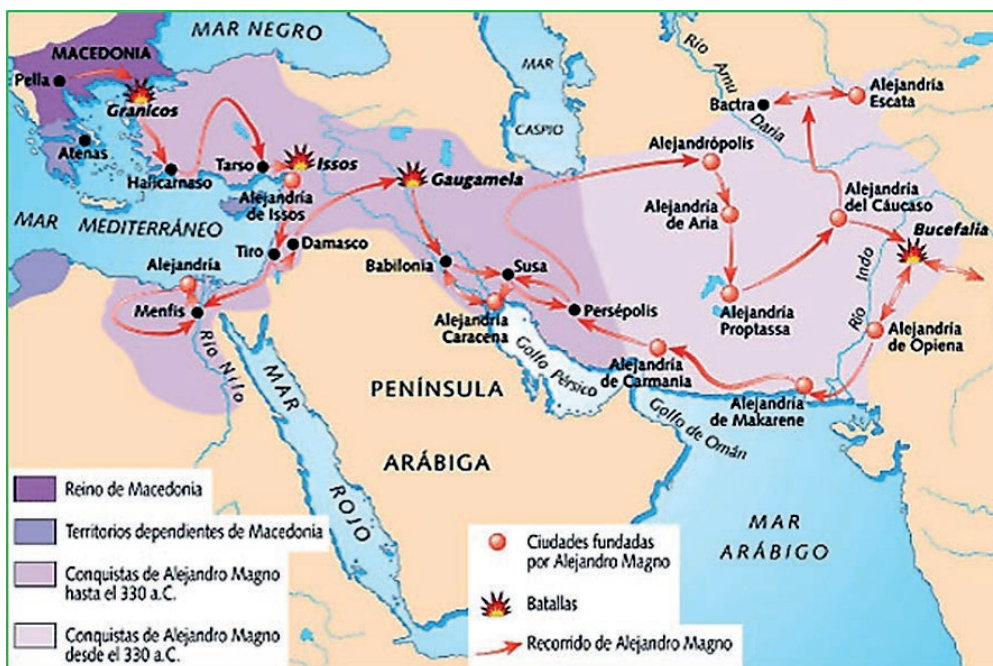 MAR NEGRO
MACEDONIA
Pella
Granicos
Atenas
Halicarnaso
Tarso
Issos
Alejandría
de Issos
Gaugamela
MAR
CASPIO
Río
Amu
Daria
Bactra
Alejandría
Escata
Alejandrópolis
Alejandría
de Aria
Alejandría
del Cáucaso
Bucefalia
MAR MEDITERRÁNEO
Tiro
Damasco
Alejandría
Menfis
Río Nilo
Babilonia
Susa
Alejandría
Caracena
Persépolis
Alejandría
Proptassa
Río Indo
Alejandría
de Opiena
Alejandría
de Carmania
Alejandría
de Makarene
Golfo Pérsico
Golfo de Omán
PENÍNSULA
ARÁBIGA
MAR
ROJO
MAR
ARÁBIGO
Reino de Macedonia
Territorios dependientes de Macedonia
Conquistas de Alejandro Magno
hasta el 330 a.C.
Conquistas de Alejandro Magno
desde el 330 a.C.
Ciudades fundadas
por Alejandro Magno
Batallas
Recorrido de Alejandro Magno